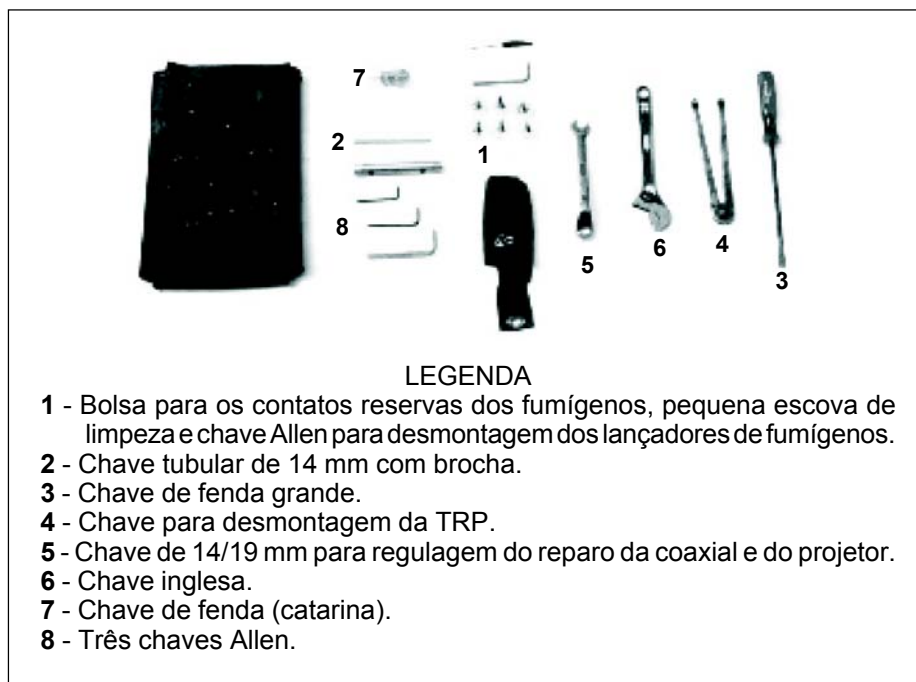 7
2
1
8
5
6
4
3
LEGENDA
1 - Bolsa para os contatos reservas dos fumígenos, pequena escova de
limpeza e chave Allen para desmontagem dos lançadores de fumígenos.
2 - Chave tubular de 14 mm com brocha.
3 - Chave de fenda grande.
4 - Chave para desmontagem da TRP.
5 - Chave de 14/19 mm para regulagem do reparo da coaxial e do projetor.
6 - Chave inglesa.
7 - Chave de fenda (catarina).
8 - Três chaves Allen.